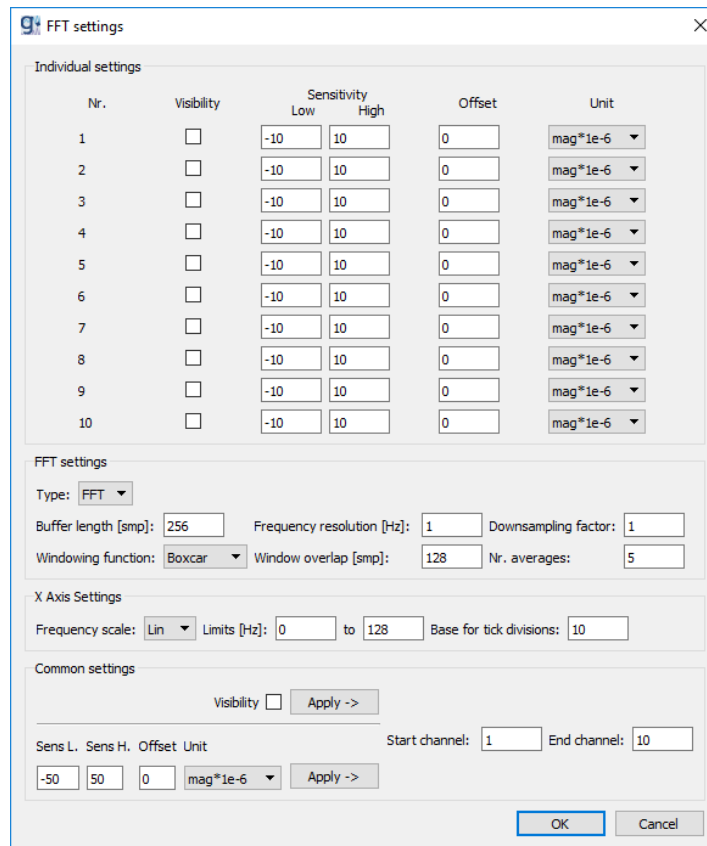 FFT settings
Individual settings
Nr. Visibility Sensitivity Offset Unit
Low High
1 -10 10 0 mag*1e-6
2 -10 10 0 mag*1e-6
3 -10 10 0 mag*1e-6
4 -10 10 0 mag*1e-6
5 -10 10 0 mag*1e-6
6 -10 10 0 mag*1e-6
7 -10 10 0 mag*1e-6
8 -10 10 0 mag*1e-6
9 -10 10 0 mag*1e-6
10 -10 10 0 mag*1e-6
FFT settings
Type: FFT
Buffer length [smp]: 256 Frequency resolution [Hz]: 1 Downsampling factor: 1
Windowing function: Boxcar Window overlap [smp]: 128 Nr. averages: 5
X Axis Settings
Frequency scale: Lin Limits [Hz]: 0 to 128 Base for tick divisions: 10
Common settings
Visibility Apply ->
Start channel: 1 End channel: 10
Sens L. Sens H. Offset Unit
-50 50 0 mag*1e-6 Apply ->
OK Cancel